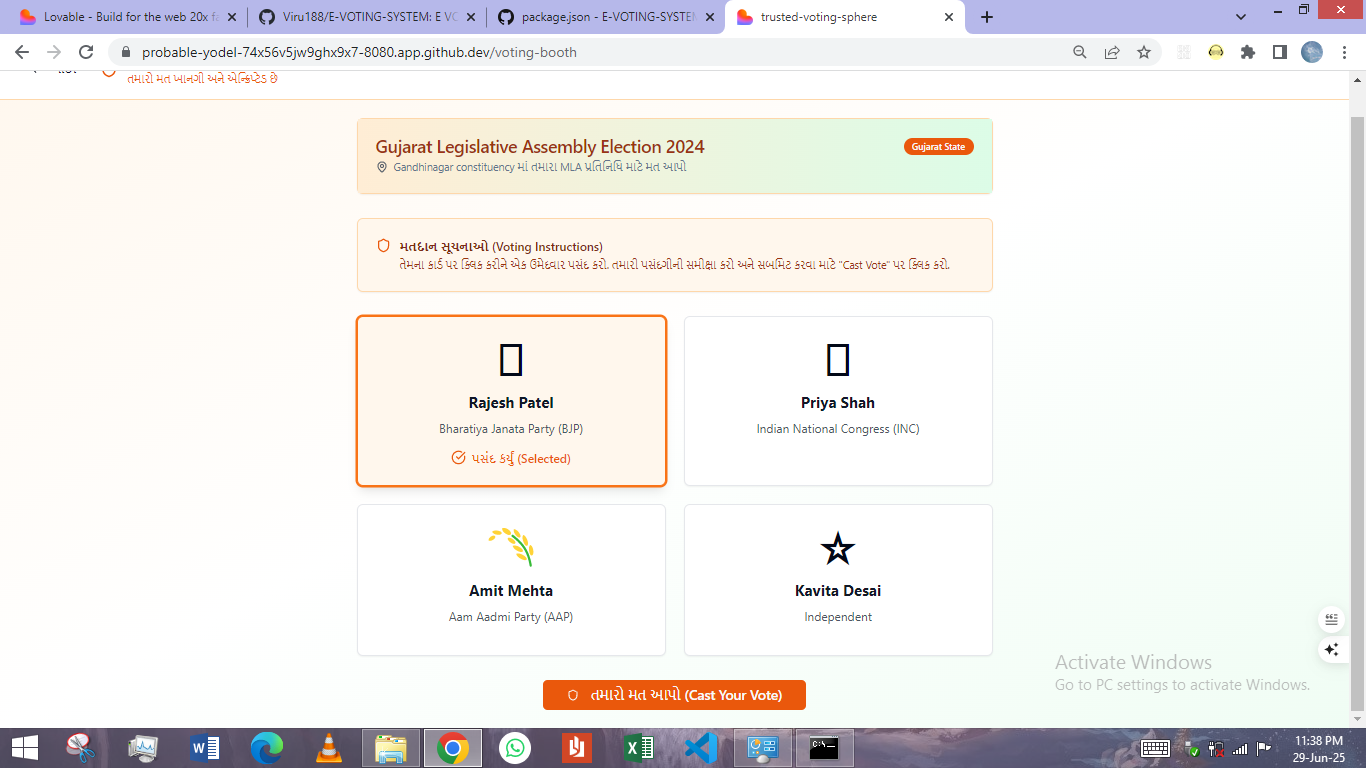 Lovable - Build for the web 20x fa
Viru188/E-VOTING-SYSTEM: E VO
package.json - E-VOTING-SYSTEM
trusted-voting-sphere
probable-yodel-74x56v5jw9ghx9x7-8080.app.github.dev/voting-booth
તમારો મત ખાનગી અને એન્ક્રિપ્ટેડ છે
Gujarat Legislative Assembly Election 2024
Gujarat State
Gandhinagar constituency માં તમારા MLA પ્રતિનિધિ માટે મત આપો
મતદાન સૂચનાઓ (Voting Instructions)
તેમના કાર્ડ પર ક્લિક કરીને એક ઉમેદવાર પસંદ કરો. તમારી પસંદગીની સમીક્ષા કરો અને સબમિટ કરવા માટે "Cast Vote" પર ક્લિક કરો.
Rajesh Patel
Bharatiya Janata Party (BJP)
પસંદ કર્યું (Selected)
Priya Shah
Indian National Congress (INC)
Amit Mehta
Aam Aadmi Party (AAP)
Kavita Desai
Independent
તમારો મત આપો (Cast Your Vote)
Activate Windows
Go to PC settings to activate Windows.
11:38 PM
29-Jun-25